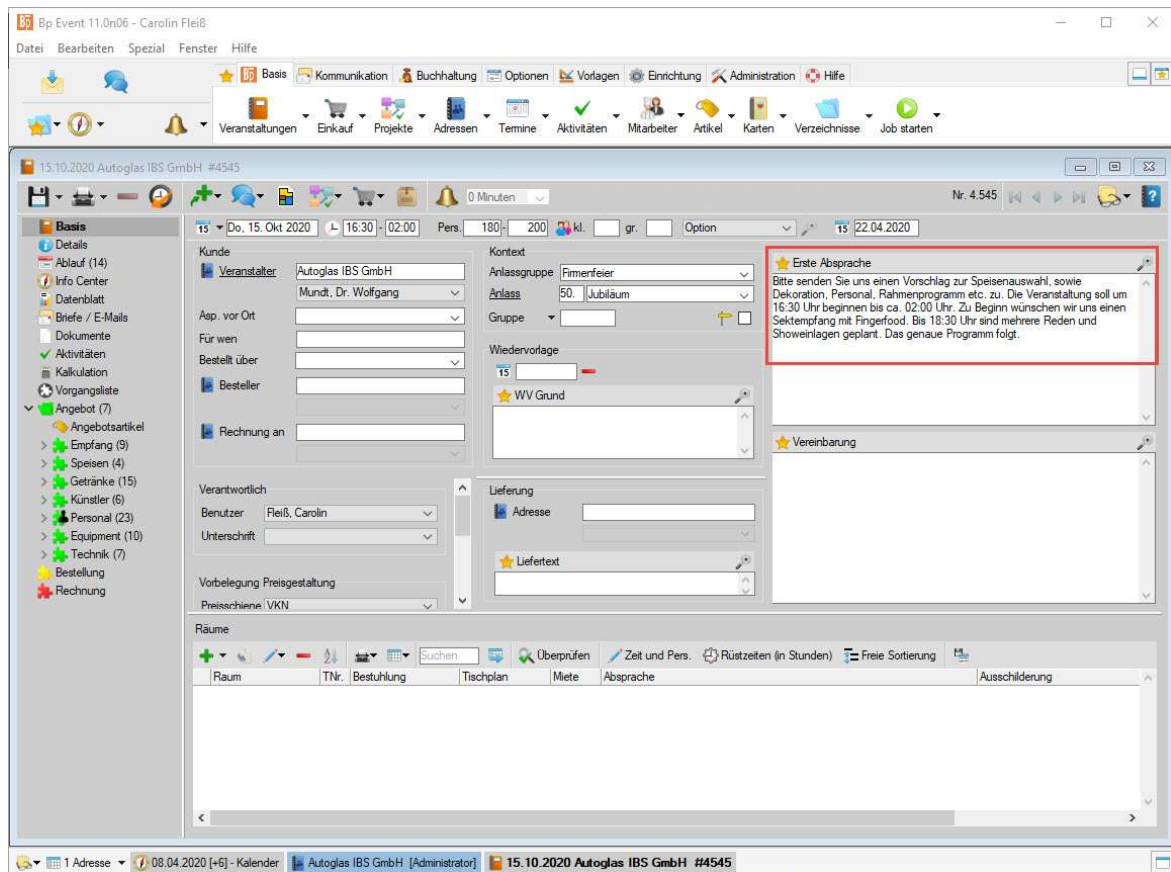 Bp Event 11.0n06 - Carolin Fleiß
Datei Bearbeiten Spezial Fenster Hilfe
Bp Basis Kommunikation Buchhaltung Optionen Vorlagen Einrichtung Administration Hilfe
Veranstaltungen Einkauf Projekte Adressen Termine Aktivitäten Mitarbeiter Artikel Karten Verzeichnisse Job starten
15.10.2020 Autoglas IBS GmbH #4545
0 Minuten Nr. 4.545
Basis
Details
Ablauf (14)
Info Center
Datenblatt
Briefe / E-Mails
Dokumente
Aktivitäten
Kalkulation
Vorgangsliste
Angebot (7)
Angebotsartikel
Empfang (9)
Speisen (4)
Getränke (15)
Künstler (6)
Personal (23)
Equipment (10)
Technik (7)
Bestellung
Rechnung
15 Do, 15. Okt 2020 16:30 - 02:00 Pers. 180 - 200 kl. gr. Option 15 22.04.2020
Kunde
Veranstalter Autoglas IBS GmbH
Mundt, Dr. Wolfgang
Asp. vor Ort
Für wen
Bestellt über
Besteller
Rechnung an
Verantwortlich
Benutzer Fleiß, Carolin
Unterschrift
Vorbelegung Preisgestaltung
Preisschiene VKN
Kontext
Anlassgruppe Firmenfeier
Anlass 50. Jubiläum
Gruppe
Wiedervorlage
15
WV Grund
Lieferung
Adresse
Liefertext
Erste Absprache
Bitte senden Sie uns einen Vorschlag zur Speisenauswahl, sowie
Dekoration, Personal, Rahmenprogramm etc. zu. Die Veranstaltung soll um
16:30 Uhr beginnen bis ca. 02:00 Uhr. Zu Beginn wünschen wir uns einen
Sektempfang mit Fingerfood. Bis 18:30 Uhr sind mehrere Reden und
Showeinlagen geplant. Das genaue Programm folgt.
Vereinbarung
Räume
Suchen Überprüfen Zeit und Pers. Rüstzeiten (in Stunden) Freie Sortierung
Raum TNr. Bestuhlung Tischplan Miete Absprache Ausschilderung
1 Adresse 08.04.2020 [+6] - Kalender Autoglas IBS GmbH [Administrator] 15.10.2020 Autoglas IBS GmbH #4545